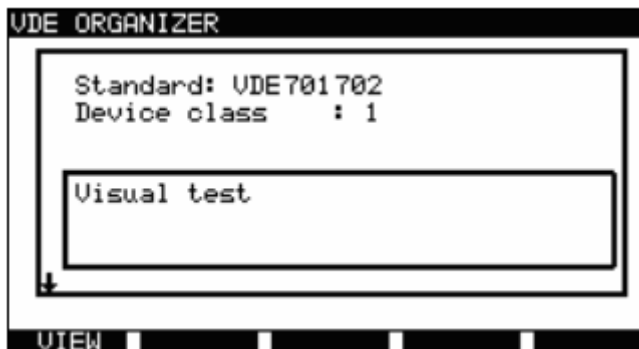 VDE ORGANIZER
Standard: VDE701702
Device class : 1
Visual test
VIEW